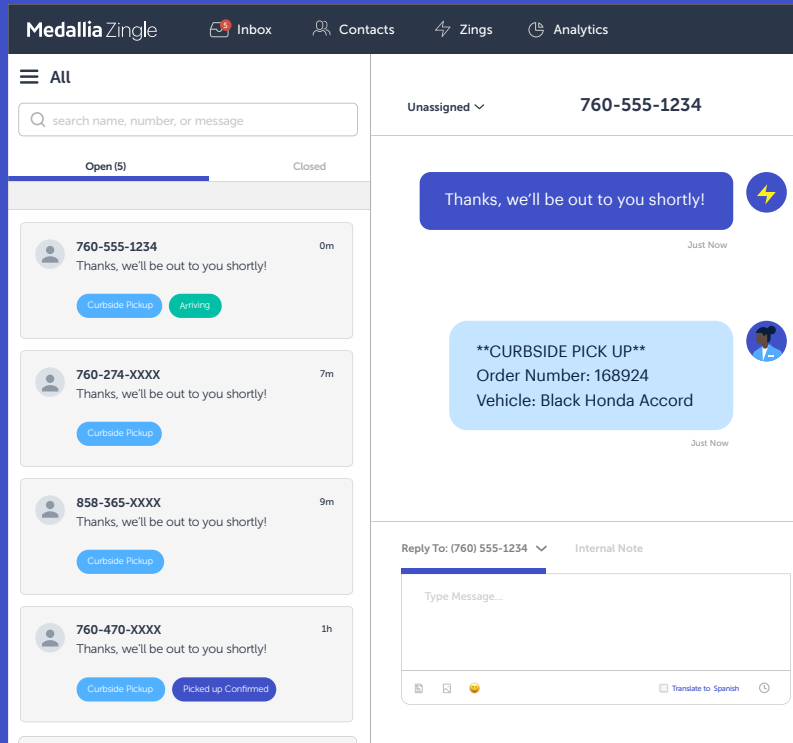 Medallia Zingle
5
Inbox
Contacts
Zings
Analytics
All
search name, number, or message
Open (5)
Closed
760-555-1234
0m
Thanks, we'll be out to you shortly!
Curbside Pickup
Arriving
760-274-XXXX
7m
Thanks, we'll be out to you shortly!
Curbside Pickup
858-365-XXXX
9m
Thanks, we'll be out to you shortly!
Curbside Pickup
760-470-XXXX
1h
Thanks, we'll be out to you shortly!
Curbside Pickup
Picked up Confirmed
Unassigned
760-555-1234
Thanks, we'll be out to you shortly!
Just Now
**CURBSIDE PICK UP**
Order Number: 168924
Vehicle: Black Honda Accord
Just Now
Reply To: (760) 555-1234
Internal Note
Type Message...
Translate to Spanish